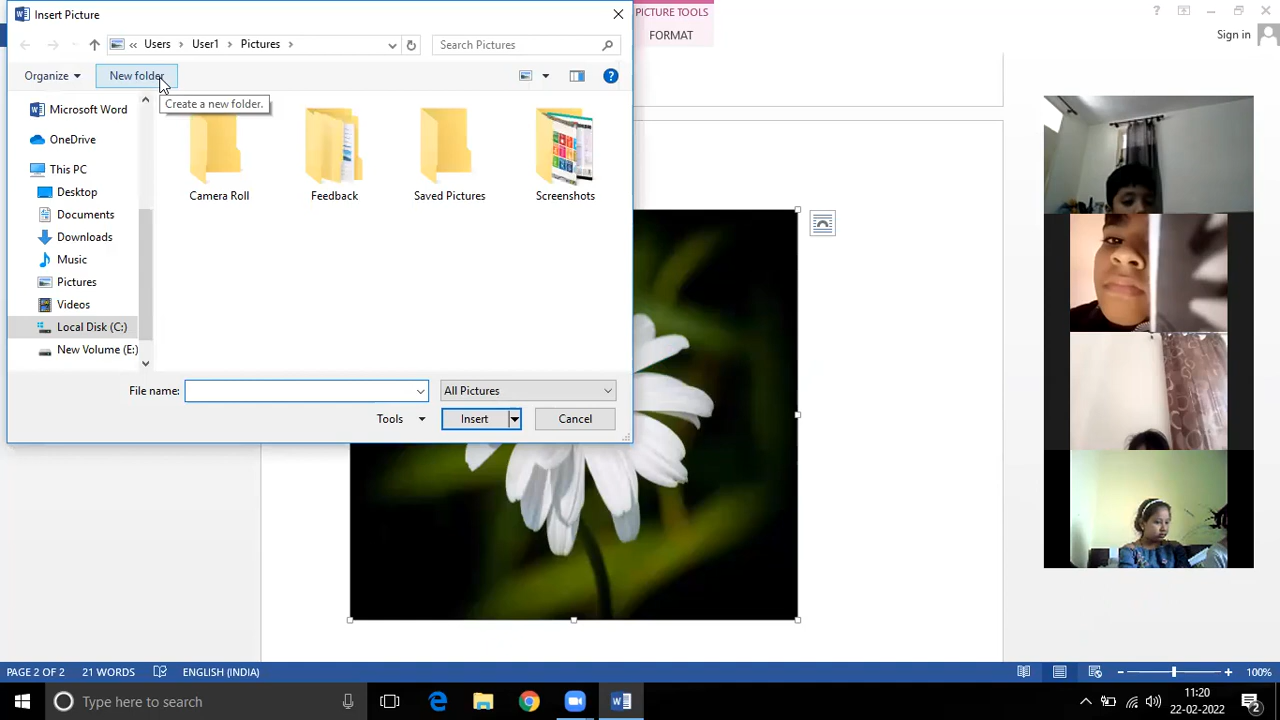 Insert Picture
PICTURE TOOLS
FORMAT
?
Sign in
« Users > User1 > Pictures >
Search Pictures
Organize
New folder
?
Create a new folder.
Microsoft Word
OneDrive
This PC
Desktop
Documents
Downloads
Music
Pictures
Videos
Local Disk (C:)
New Volume (E:)
Camera Roll
Feedback
Saved Pictures
Screenshots
File name:
All Pictures
Tools
Insert
Cancel
PAGE 2 OF 2
21 WORDS
ENGLISH (INDIA)
100%
Type here to search
11:20
22-02-2022
2